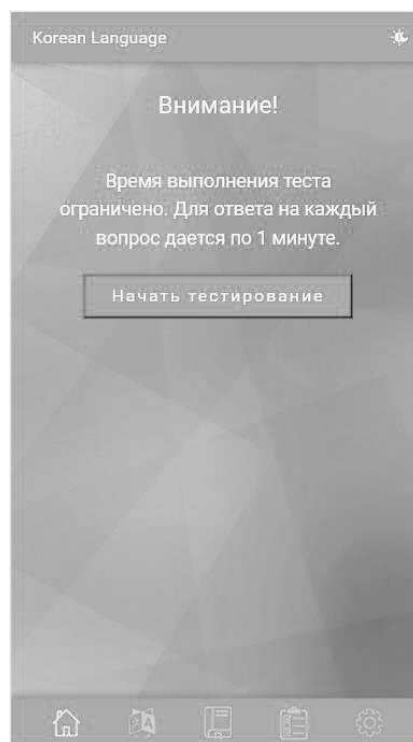 Korean Language
Внимание!
Время выполнения теста
ограничено. Для ответа на каждый
вопрос дается по 1 минуте.
Начать тестирование